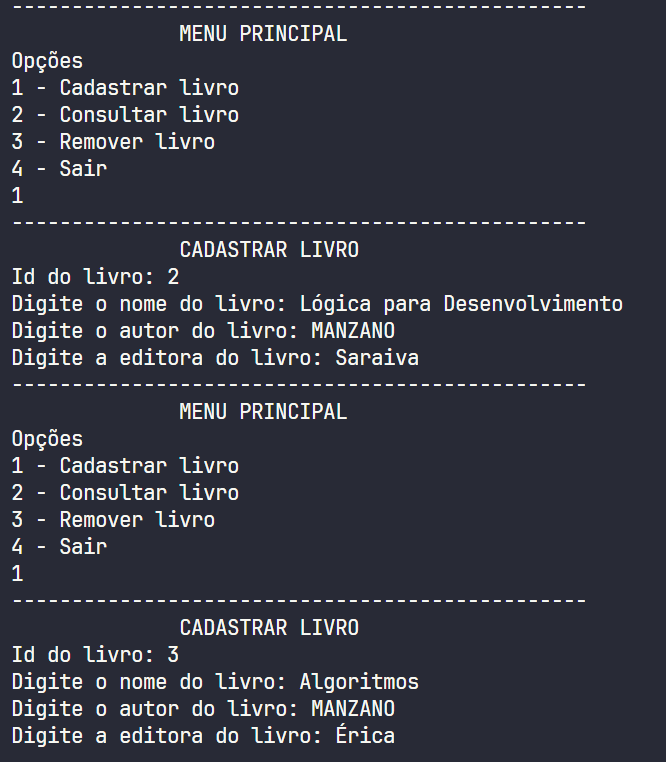 ------------------------------------------------
MENU PRINCIPAL
Opções
1 - Cadastrar livro
2 - Consultar livro
3 - Remover livro
4 - Sair
1
------------------------------------------------
CADASTRAR LIVRO
Id do livro: 2
Digite o nome do livro: Lógica para Desenvolvimento
Digite o autor do livro: MANZANO
Digite a editora do livro: Saraiva
------------------------------------------------
MENU PRINCIPAL
Opções
1 - Cadastrar livro
2 - Consultar livro
3 - Remover livro
4 - Sair
1
------------------------------------------------
CADASTRAR LIVRO
Id do livro: 3
Digite o nome do livro: Algoritmos
Digite o autor do livro: MANZANO
Digite a editora do livro: Érica